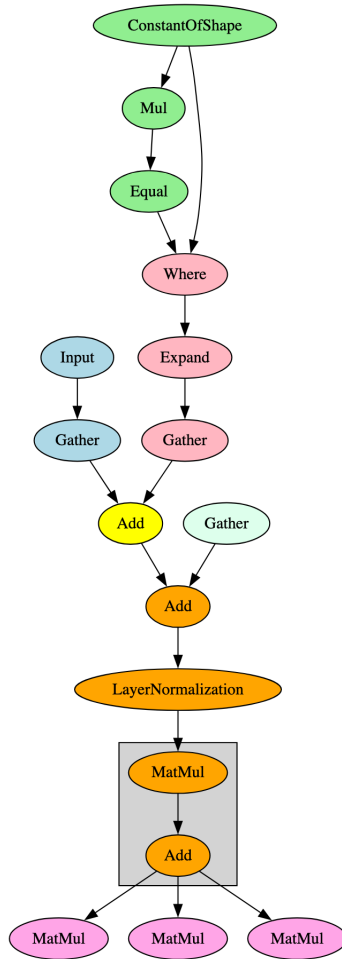 ConstantOfShape
Mul
Equal
Where
Input
Expand
Gather
Gather
Add
Gather
Add
LayerNormalization
MatMul
Add
MatMul
MatMul
MatMul